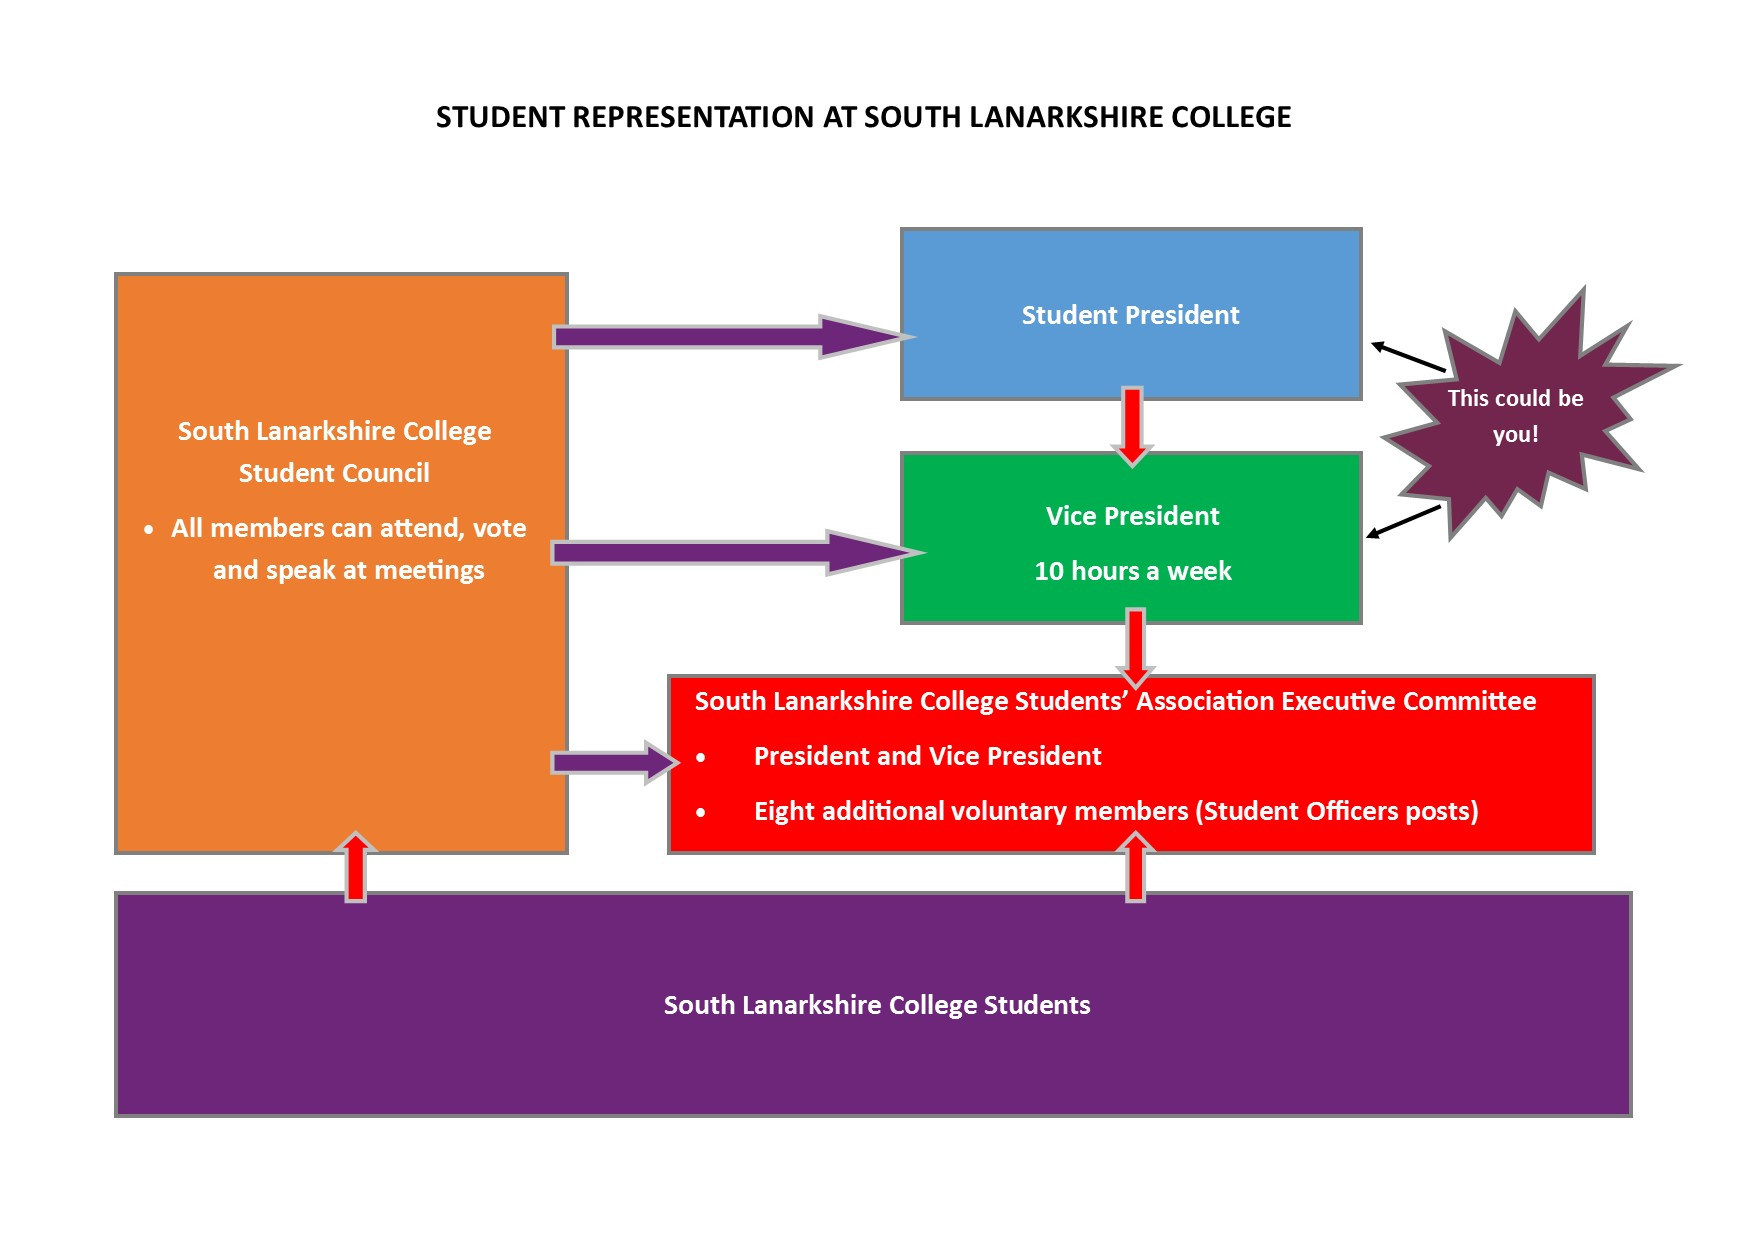 STUDENT REPRESENTATION AT SOUTH LANARKSHIRE COLLEGE
Student President
This could be
you!
South Lanarkshire College
Student Council
• All members can attend, vote
and speak at meetings
Vice President
10 hours a week
South Lanarkshire College Students’ Association Executive Committee
• President and Vice President
• Eight additional voluntary members (Student Officers posts)
South Lanarkshire College Students